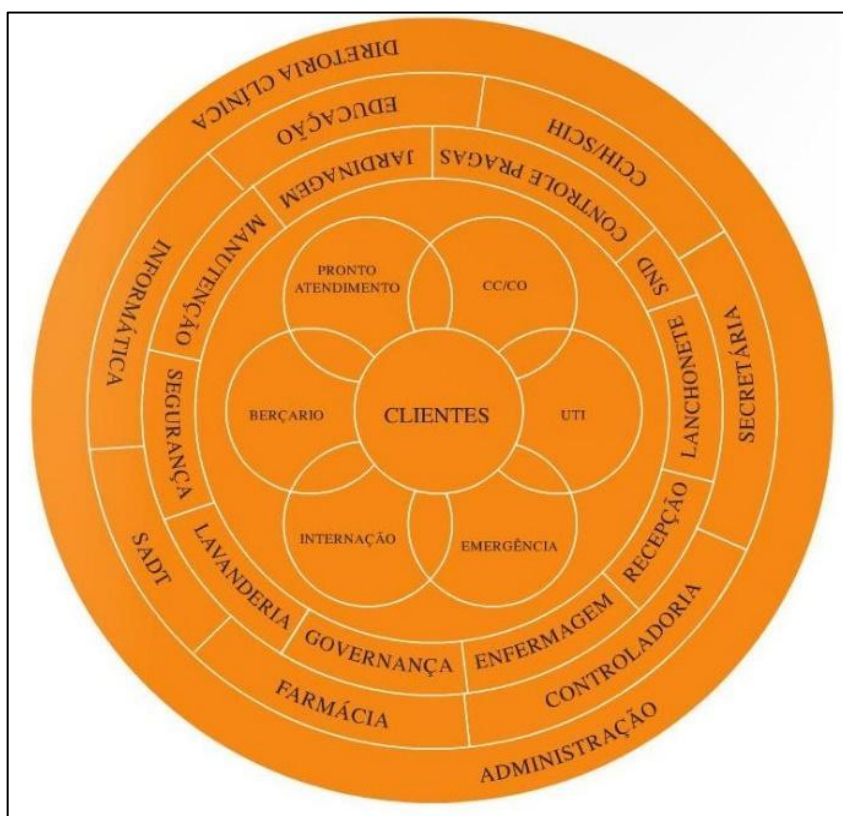 DIRETORIA CLÍNICA
EDUCAÇÃO
CCIH/SCIH
SECRETÁRIA
CONTROLADORIA
FARMÁCIA
SADT
INFORMÁTICA
JARDINAGEM
CONTROLE PRAGAS
SND
LANCHONETE
RECEPÇÃO
ENFERMAGEM
GOVERNANÇA
LAVANDERIA
SEGURANÇA
MANUTENÇÃO
PRONTO
ATENDIMENTO
CC/CO
BERÇARIO
CLIENTES
UTI
INTERNAÇÃO
EMERGÊNCIA
ADMINISTRAÇÃO